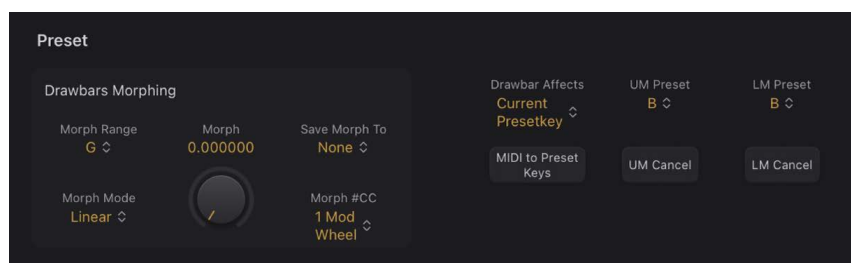 Preset
Drawbars Morphing
Morph Range
G
Morph
0.000000
Save Morph To
None
Morph Mode
Linear
Morph #CC
1 Mod
Wheel
Drawbar Affects
Current
Presetkey
UM Preset
B
LM Preset
B
MIDI to Preset
Keys
UM Cancel
LM Cancel